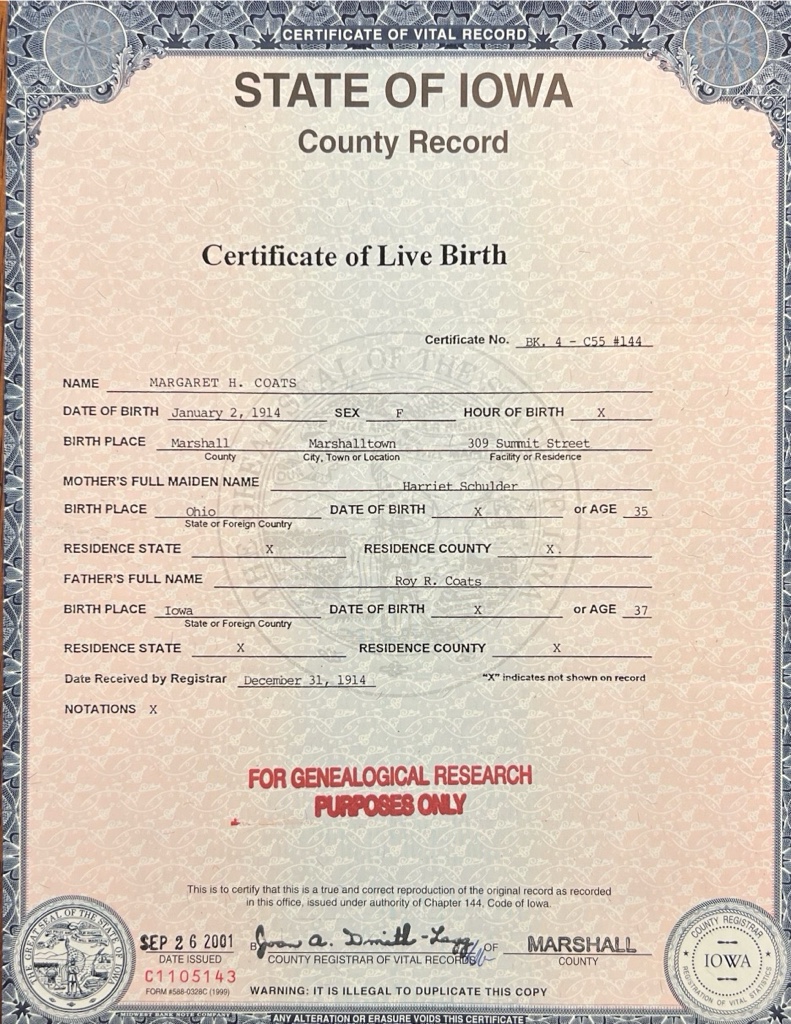 CERTIFICATE OF VITAL RECORD
STATE OF IOWA
County Record
Certificate of Live Birth
Certificate No. BK. 4 - C55 #144
NAME MARGARET H. COATS
DATE OF BIRTH January 2, 1914 SEX F HOUR OF BIRTH X
BIRTH PLACE Marshall Marshalltown 309 Summit Street
County City, Town or Location Facility or Residence
MOTHER'S FULL MAIDEN NAME Harriet Schulder
BIRTH PLACE Ohio DATE OF BIRTH X or AGE 35
State or Foreign Country
RESIDENCE STATE X RESIDENCE COUNTY X.
FATHER'S FULL NAME Roy R. Coats
BIRTH PLACE Iowa DATE OF BIRTH X or AGE 37
State or Foreign Country
RESIDENCE STATE X RESIDENCE COUNTY X
Date Received by Registrar December 31, 1914 "X" indicates not shown on record
NOTATIONS X
FOR GENEALOGICAL RESEARCH
PURPOSES ONLY
This is to certify that this is a true and correct reproduction of the original record as recorded
in this office, issued under authority of Chapter 144, Code of Iowa.
THE GREAT SEAL OF THE STATE OF IOWA
SEP 26 2001 BY Joan A. OF MARSHALL
DATE ISSUED COUNTY REGISTRAR OF VITAL RECORDS COUNTY
C1105143
FORM #588-0328C (1999) WARNING: IT IS ILLEGAL TO DUPLICATE THIS COPY
COUNTY REGISTRAR
IOWA
REGISTRATION OF VITAL STATISTICS
MIDWEST BANK NOTE COMPANY
ANY ALTERATION OR ERASURE VOIDS THIS CERTIFICATE